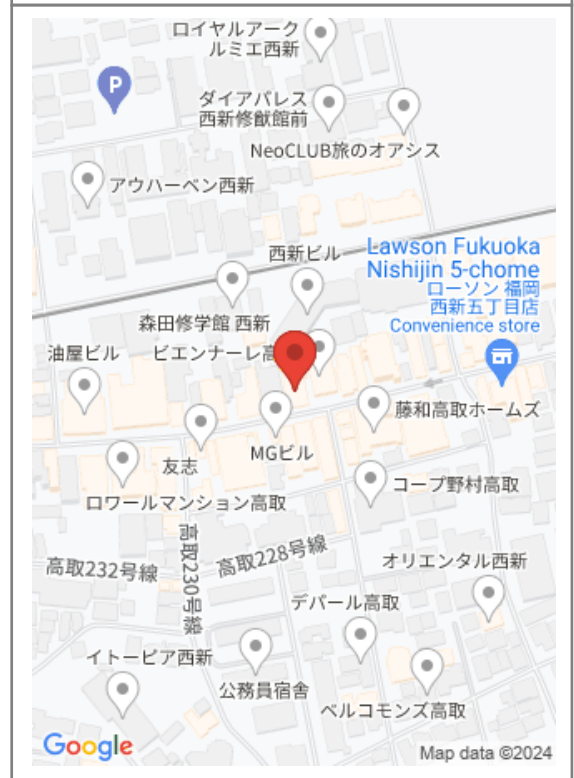 ロイヤルアーク
ルミエ西新
P
ダイアパレス
西新修猷館前
NeoCLUB旅のオアシス
アウハーベン西新
西新ビル
Lawson Fukuoka
Nishijin 5-chome
ローソン 福岡
西新五丁目店
Convenience store
森田修学館 西新
油屋ビル
ビエンナーレ高
藤和高取ホームズ
MGビル
友志
ロワールマンション高取
コープ野村高取
高取232号線
高取230号線
高取228号線
オリエンタル西新
デパール高取
イトーピア西新
公務員宿舎
ベルコモンズ高取
Google
Map data ©2024